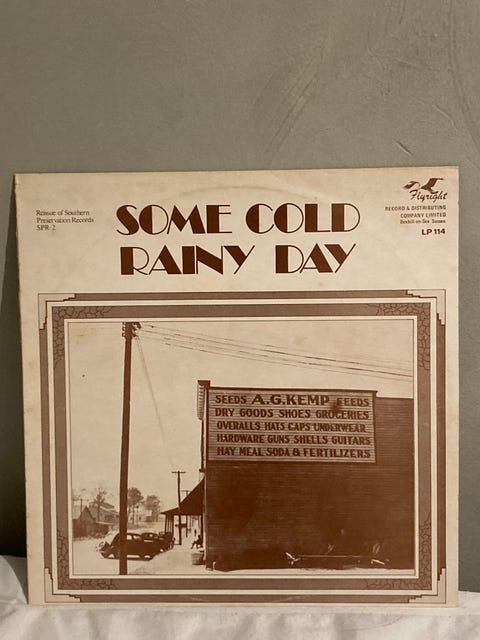 Reissue of Southern
Preservation Records
SPR-2
SOME COLD
RAINY DAY
Flyright
RECORD & DISTRIBUTING
COMPANY LIMITED
Bexhill-on-Sea Sussex
LP 114
SEEDS A.G.KEMP FEEDS
DRY GOODS SHOES GROCERIES
OVERALLS HATS CAPS UNDERWEAR
HARDWARE GUNS SHELLS GUITARS
HAY MEAL SODA & FERTILIZERS